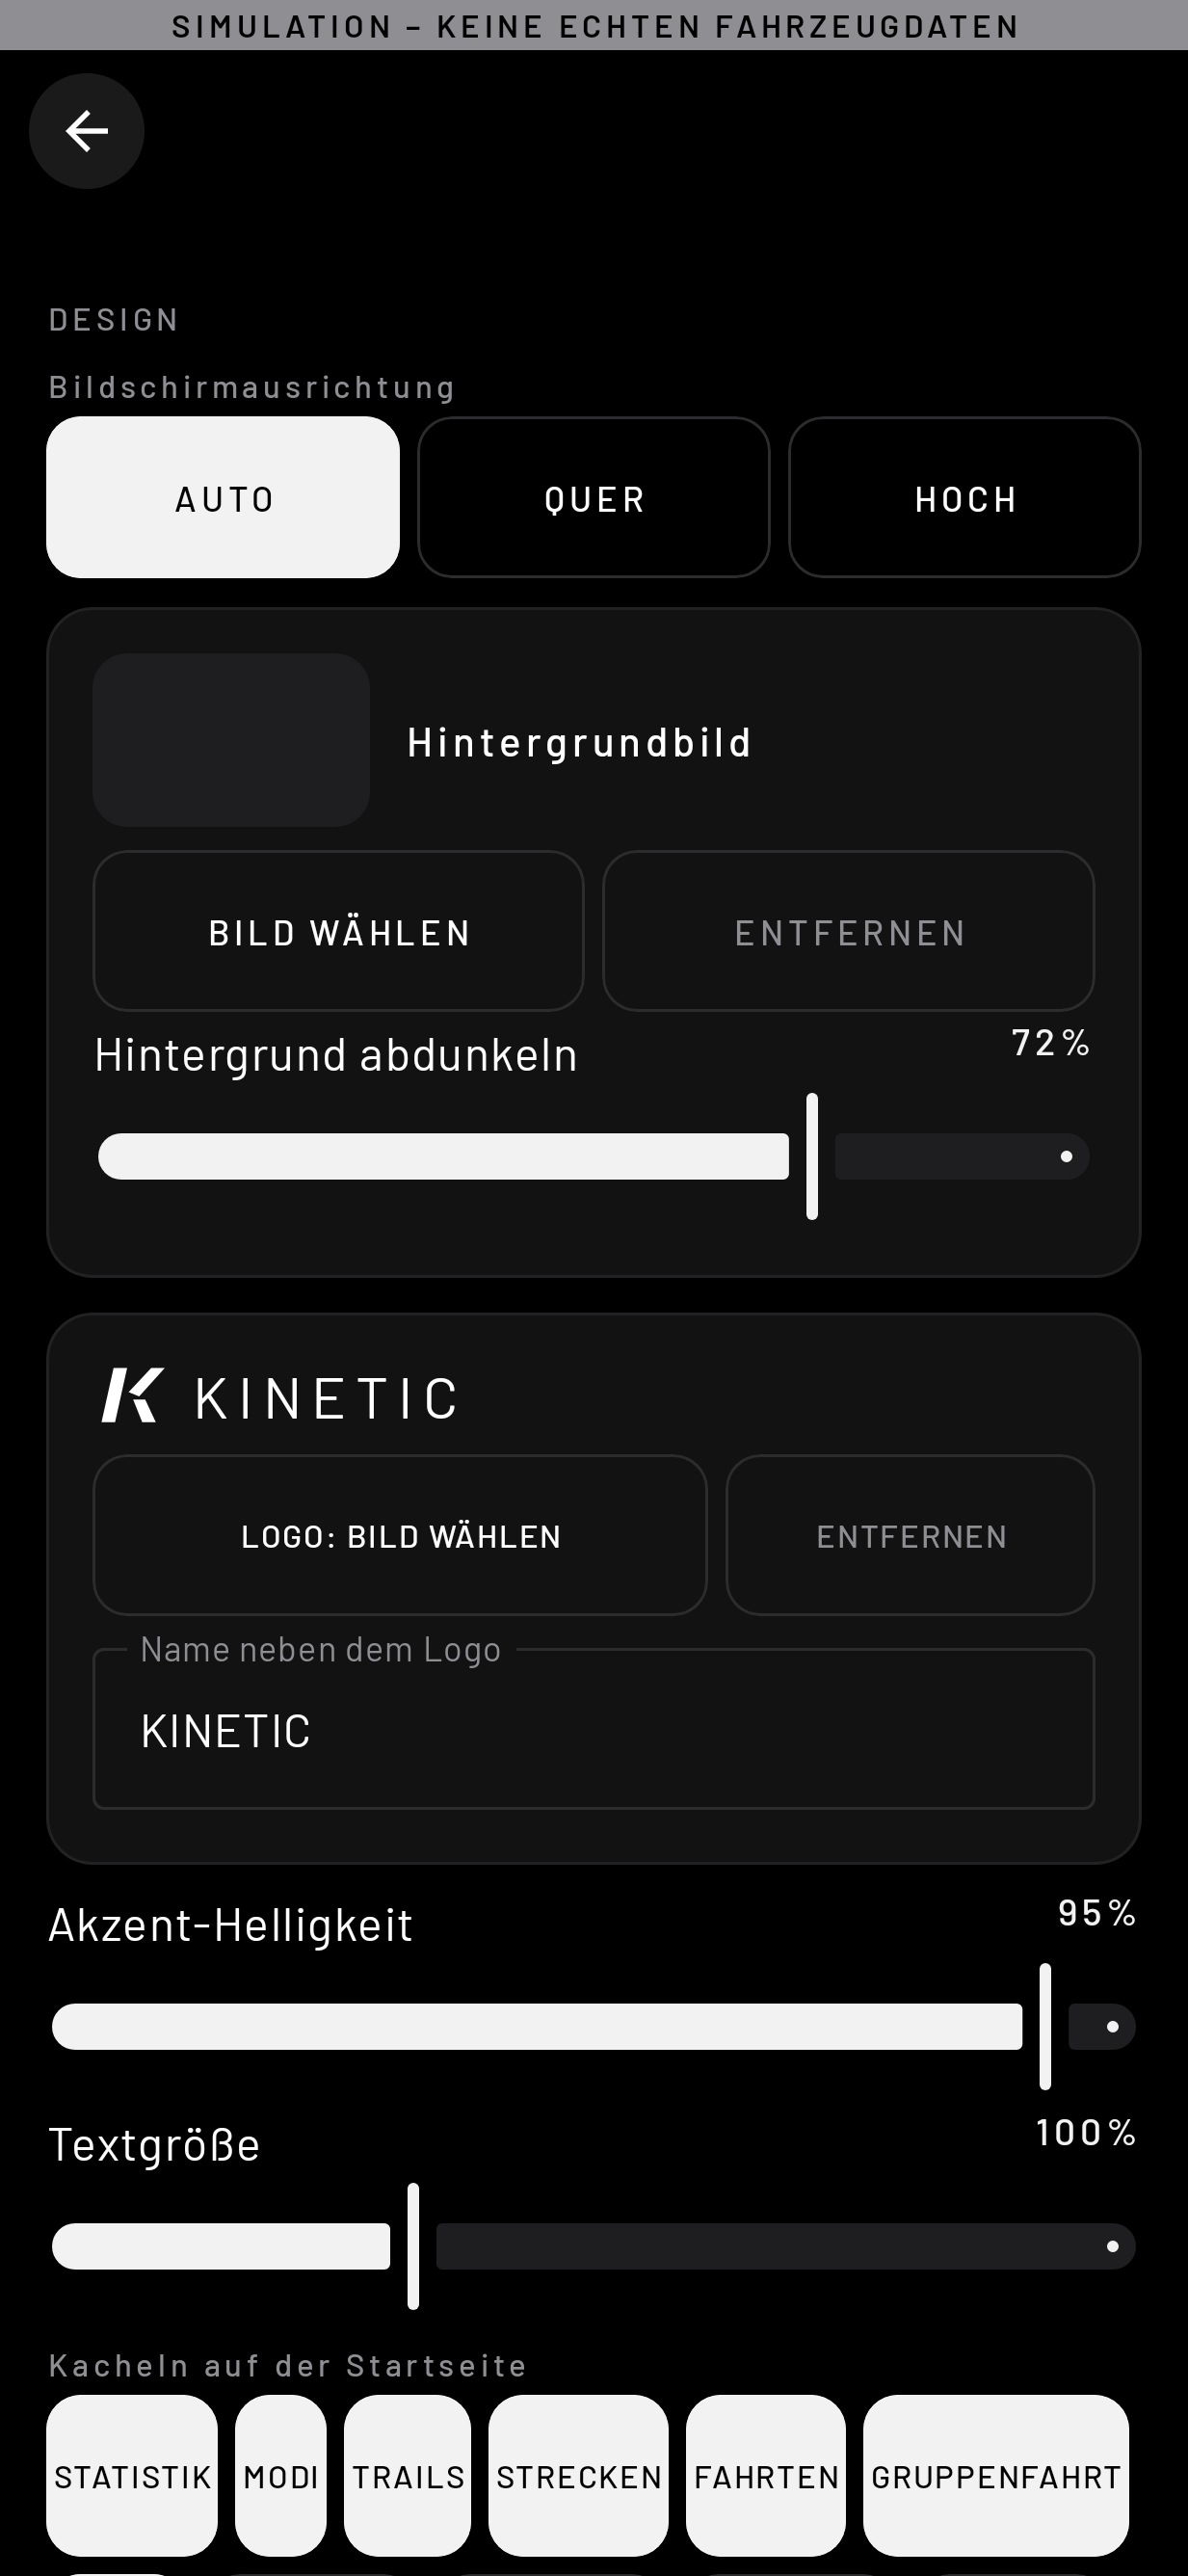 SIMULATION – KEINE ECHTEN FAHRZEUGDATEN
DESIGN
Bildschirmausrichtung
AUTO QUER HOCH
Hintergrundbild
BILD WÄHLEN ENTFERNEN
Hintergrund abdunkeln 72%
KINETIC
LOGO: BILD WÄHLEN ENTFERNEN
Name neben dem Logo
KINETIC
Akzent-Helligkeit 95%
Textgröße 100%
Kacheln auf der Startseite
STATISTIK MODI TRAILS STRECKEN FAHRTEN GRUPPENFAHRT